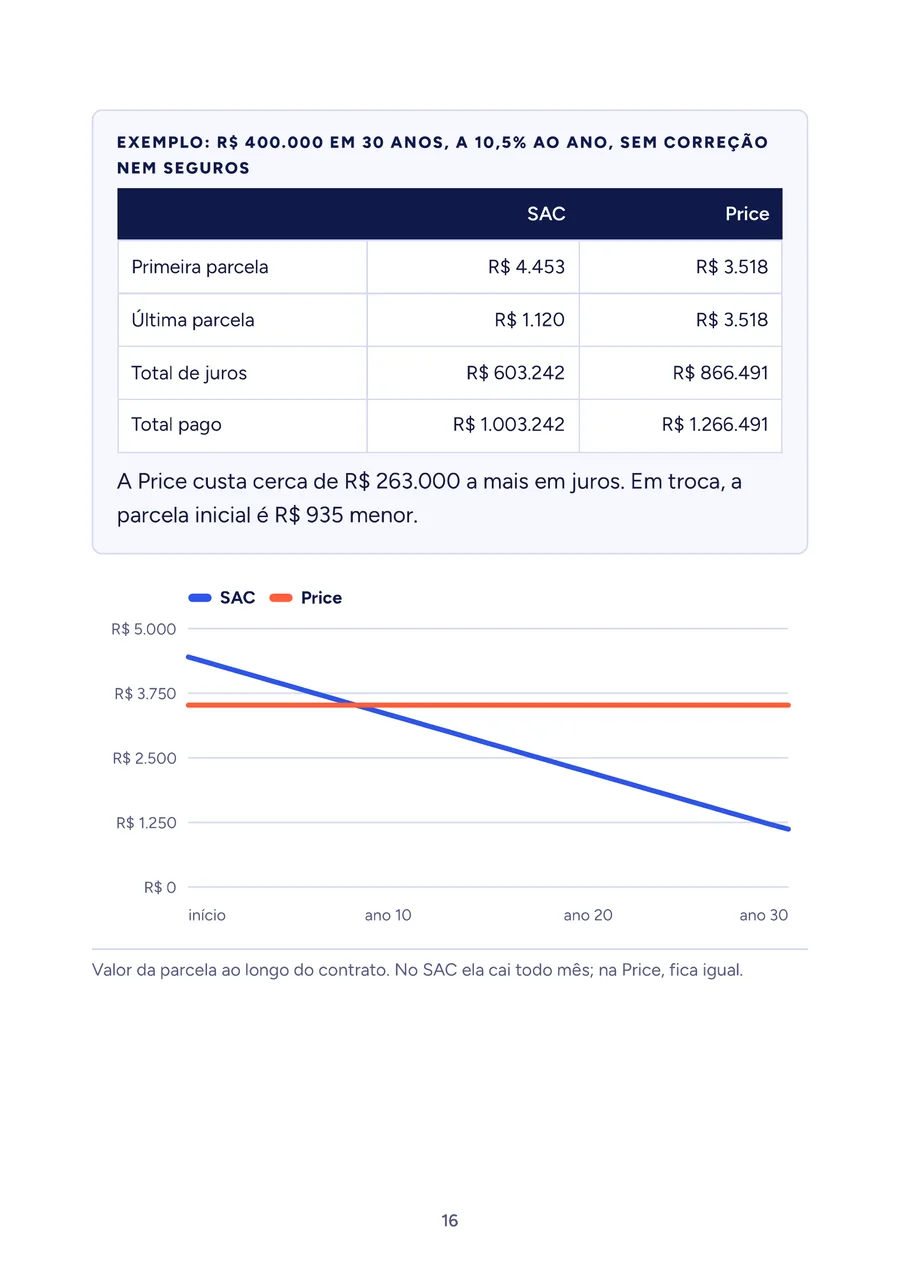 EXEMPLO: R$ 400.000 EM 30 ANOS, A 10,5% AO ANO, SEM CORREÇÃO
NEM SEGUROS
SAC Price
Primeira parcela R$ 4.453 R$ 3.518
Última parcela R$ 1.120 R$ 3.518
Total de juros R$ 603.242 R$ 866.491
Total pago R$ 1.003.242 R$ 1.266.491
A Price custa cerca de R$ 263.000 a mais em juros. Em troca, a
parcela inicial é R$ 935 menor.
SAC Price
R$ 5.000
R$ 3.750
R$ 2.500
R$ 1.250
R$ 0
início ano 10 ano 20 ano 30
Valor da parcela ao longo do contrato. No SAC ela cai todo mês; na Price, fica igual.
16